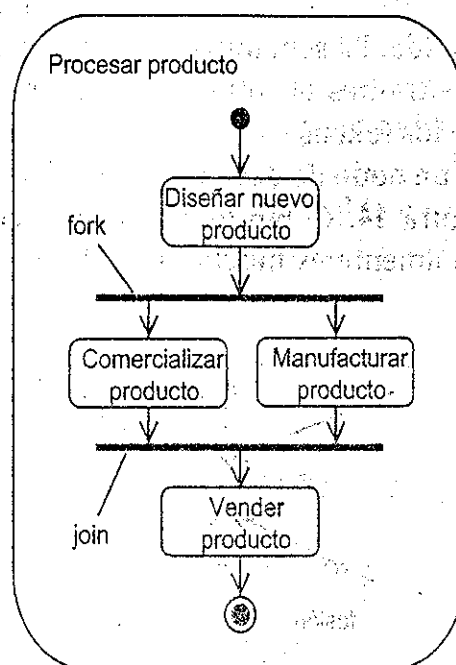 Procesar producto
Diseñar nuevo
producto
fork
Comercializar
producto
Manufacturar
producto
join
Vender
producto